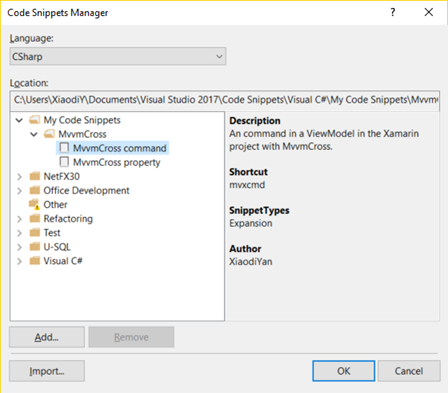 Code Snippets Manager
?
Language:
CSharp
Location:
C:\Users\XiaodiY\Documents\Visual Studio 2017\Code Snippets\Visual C#\My Code Snippets\Mvvm
My Code Snippets
MvvmCross
MvvmCross command
MvvmCross property
NetFX30
Office Development
Other
Refactoring
Test
U-SQL
Visual C#
Description
An command in a ViewModel in the Xamarin
project with MvvmCross.
Shortcut
mvxcmd
SnippetTypes
Expansion
Author
XiaodiYan
Add...
Remove
Import...
OK
Cancel